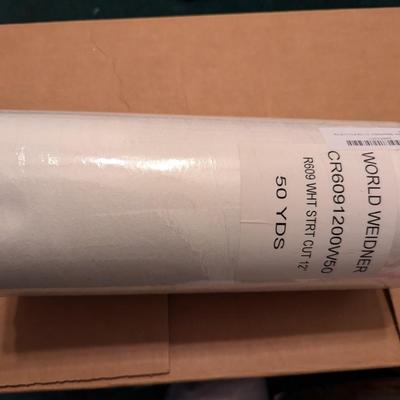 WORLD WEIDNER
CR6091200W50
R609 WHT STRT CUT 12'
50 YDS